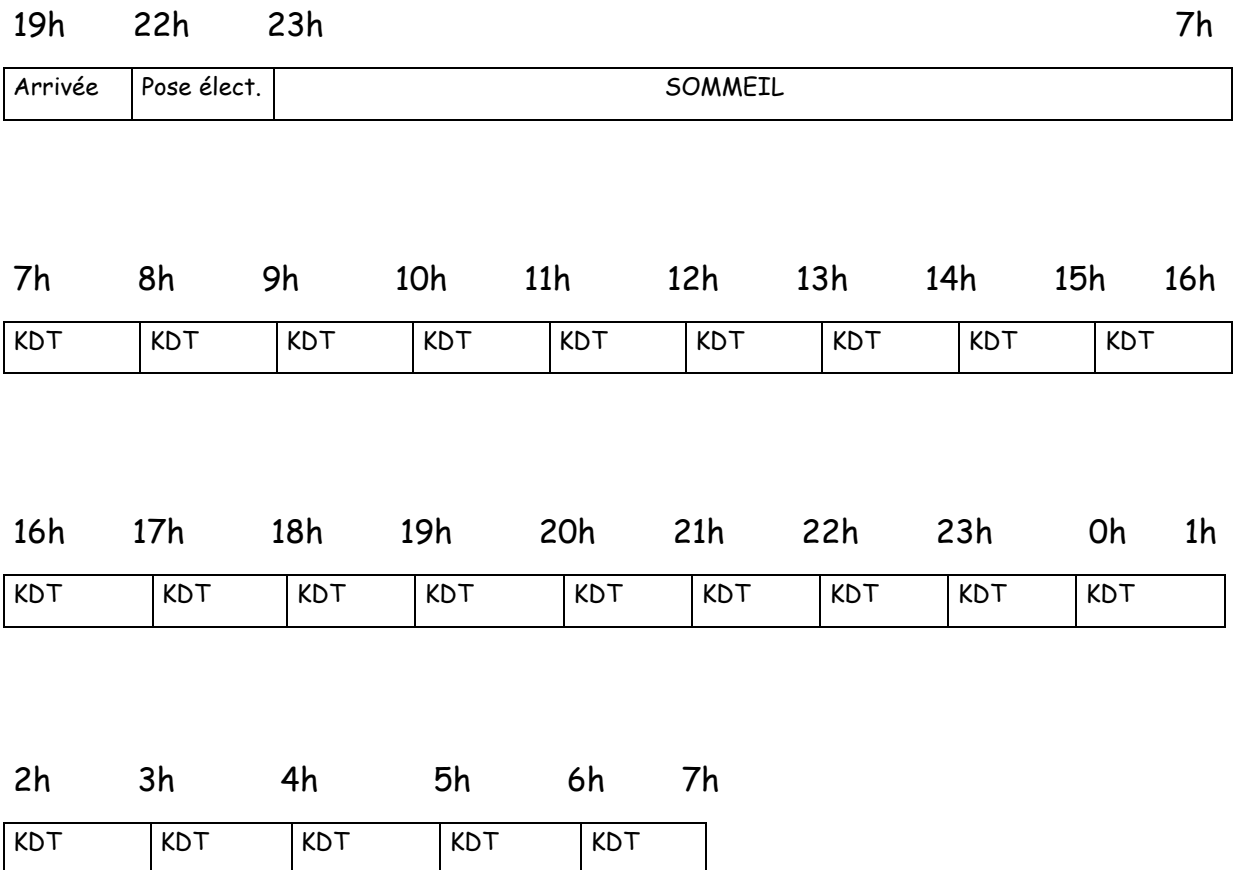 19h 22h 23h 7h
Arrivée Pose élect. SOMMEIL
7h 8h 9h 10h 11h 12h 13h 14h 15h 16h
KDT KDT KDT KDT KDT KDT KDT KDT KDT
16h 17h 18h 19h 20h 21h 22h 23h 0h 1h
KDT KDT KDT KDT KDT KDT KDT KDT KDT
2h 3h 4h 5h 6h 7h
KDT KDT KDT KDT KDT